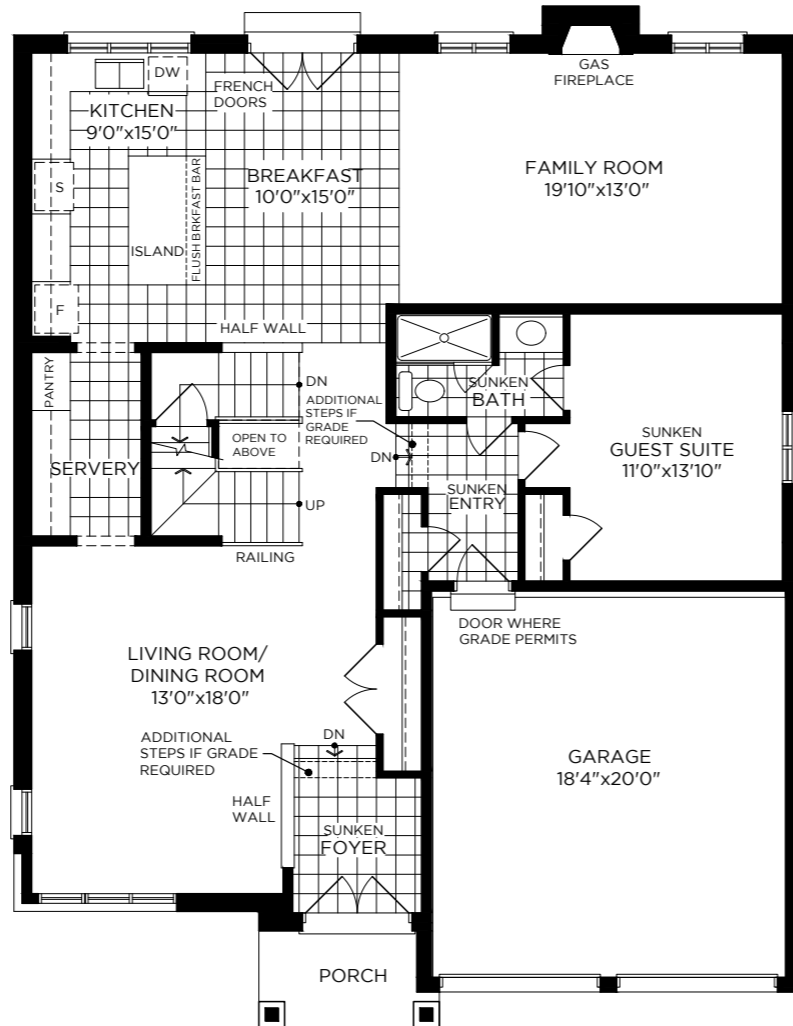 GAS
FIREPLACE
DW
FRENCH
DOORS
KITCHEN
9'0"x15'0"
BREAKFAST
10'0"x15'0"
FAMILY ROOM
19'10"x13'0"
S
FLUSH BRKFAST BAR
ISLAND
F
HALF WALL
PANTRY
SERVERY
DN
OPEN TO
ABOVE
ADDITIONAL
STEPS IF
GRADE
REQUIRED
DN
UP
RAILING
SUNKEN
BATH
SUNKEN
GUEST SUITE
11'0"x13'10"
SUNKEN
ENTRY
DOOR WHERE
GRADE PERMITS
LIVING ROOM/
DINING ROOM
13'0"x18'0"
ADDITIONAL
STEPS IF GRADE
REQUIRED
DN
HALF
WALL
SUNKEN
FOYER
GARAGE
18'4"x20'0"
PORCH